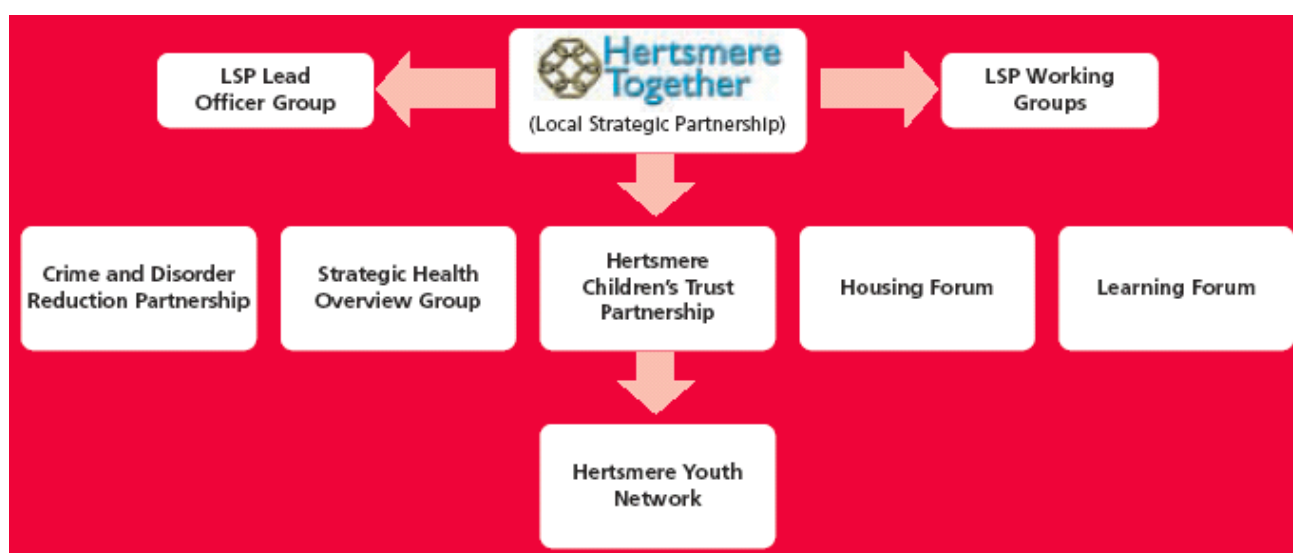 LSP Lead
Officer Group
Hertsmere
Together
(Local Strategic Partnership)
LSP Working
Groups
Crime and Disorder
Reduction Partnership
Strategic Health
Overview Group
Hertsmere
Children's Trust
Partnership
Housing Forum
Learning Forum
Hertsmere Youth
Network